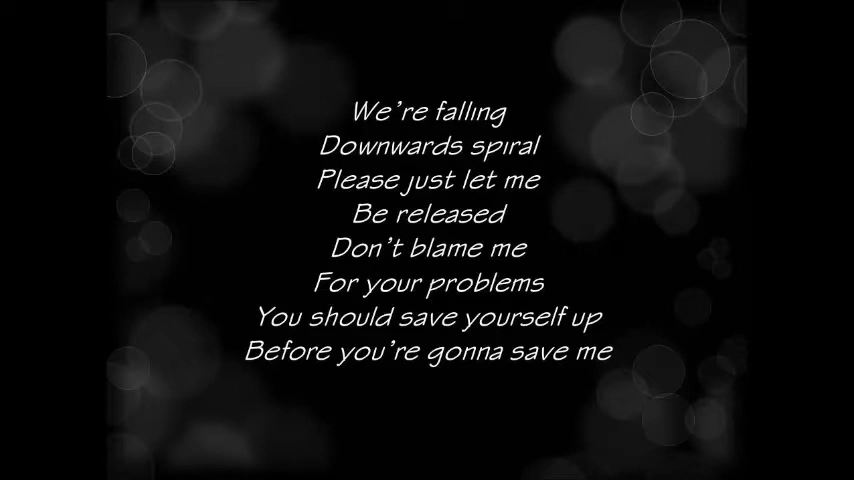 We're falling
Downwards spiral
Please just let me
Be released
Don't blame me
For your problems
You should save yourself up
Before you're gonna save me